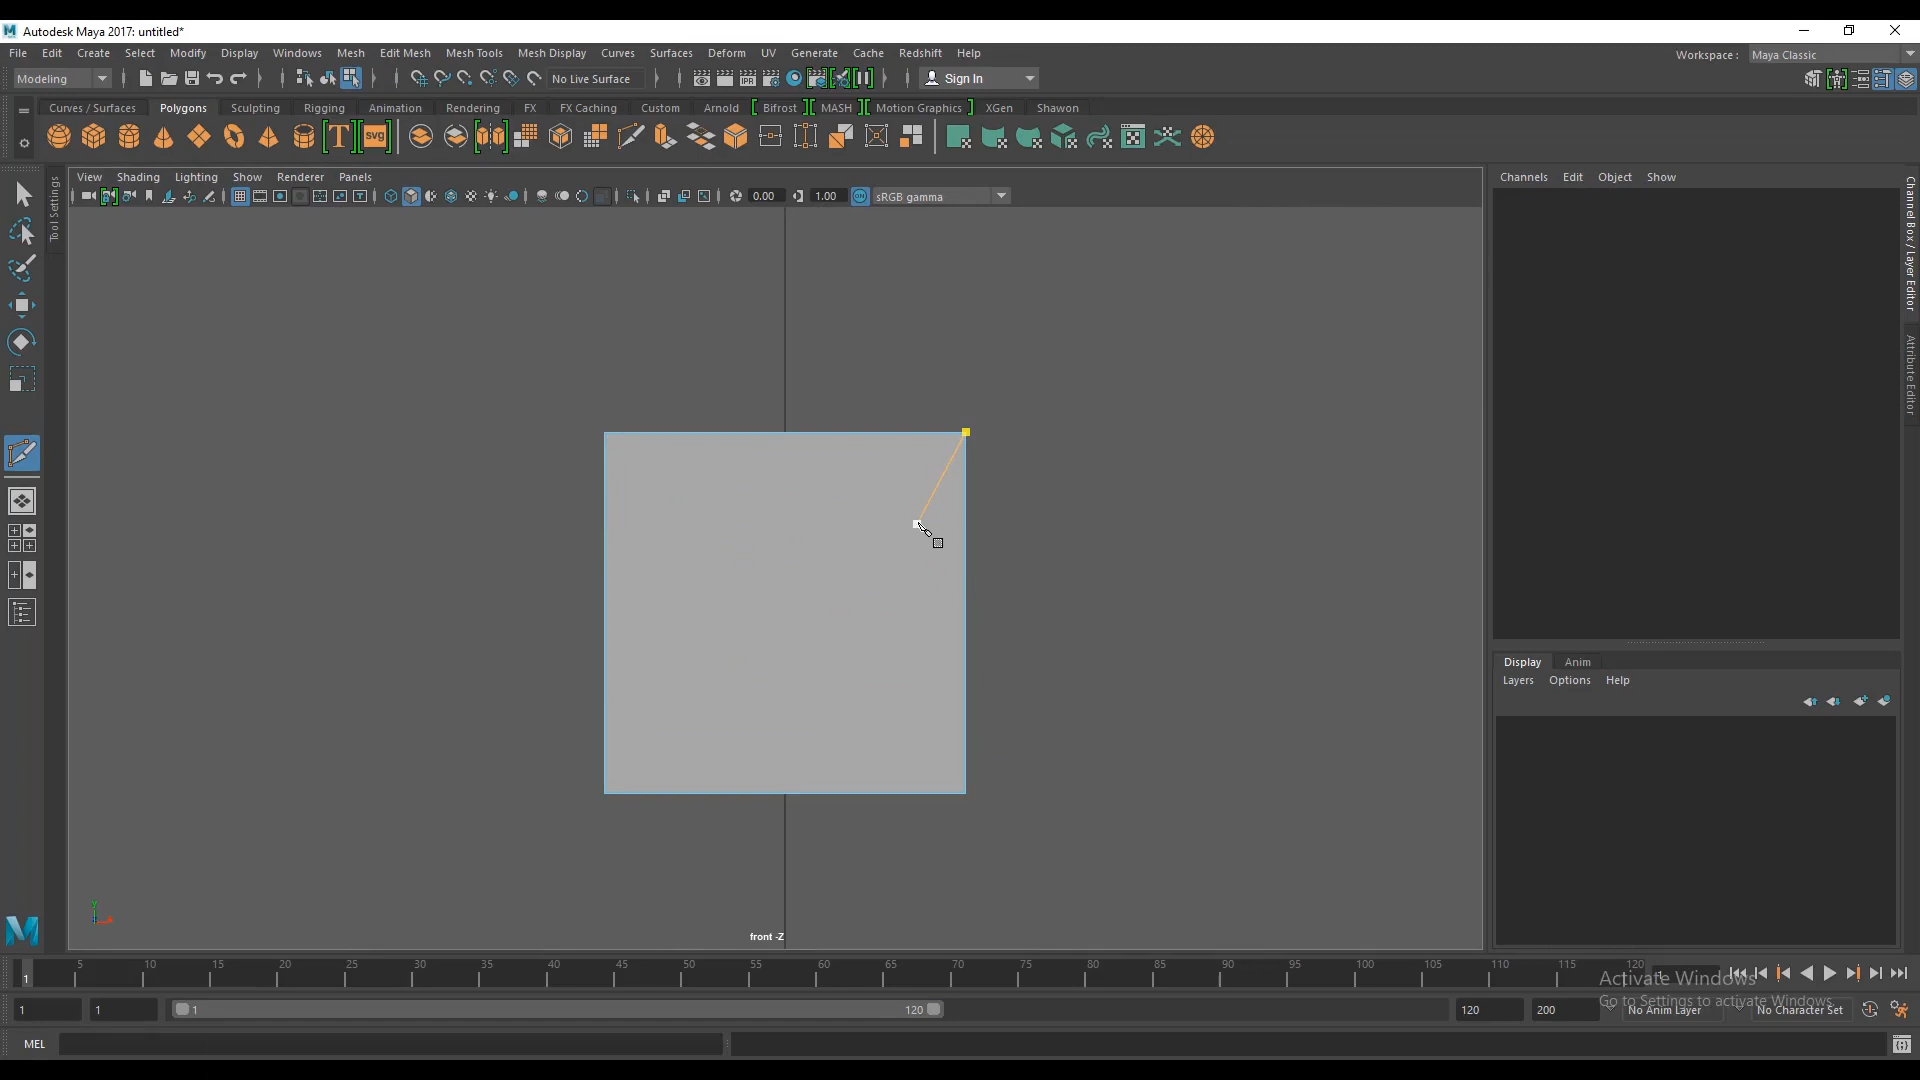 Autodesk Maya 2017: untitled*
File Edit Create Select Modify Display Windows Mesh Edit Mesh Mesh Tools Mesh Display Curves Surfaces Deform UV Generate Cache Redshift Help
Workspace : Maya Classic
Modeling
No Live Surface
IPR
Sign In
Curves / Surfaces Polygons Sculpting Rigging Animation Rendering FX FX Caching Custom Arnold Bifrost MASH Motion Graphics XGen Shawon
T
svg
Tool Settings
View Shading Lighting Show Renderer Panels
0.00 1.00 ON sRGB gamma
Channels Edit Object Show
Channel Box / Layer Editor
Attribute Editor
Display Anim
Layers Options Help
y
front -Z
M
5 10 15 20 25 30 35 40 45 50 55 60 65 70 75 80 85 90 95 100 105 110 115 120
1
1
Activate Windows
Go to Settings to activate Windows.
1 1 1 120 120 200 No Anim Layer No Character Set
MEL